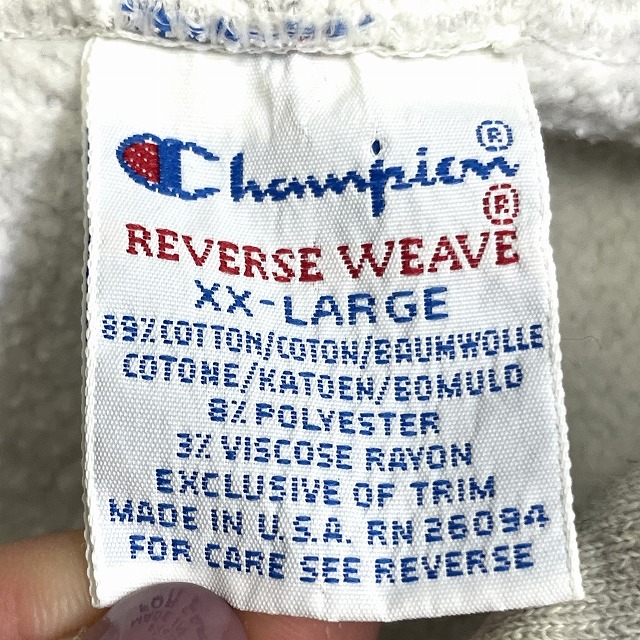 Champion ®
REVERSE WEAVE ®
XX-LARGE
89% COTTON/COTON/BAUMWOLLE
COTONE/KATOEN/BOMULD
8% POLYESTER
3% VISCOSE RAYON
EXCLUSIVE OF TRIM
MADE IN U.S.A. RN 26094
FOR CARE SEE REVERSE